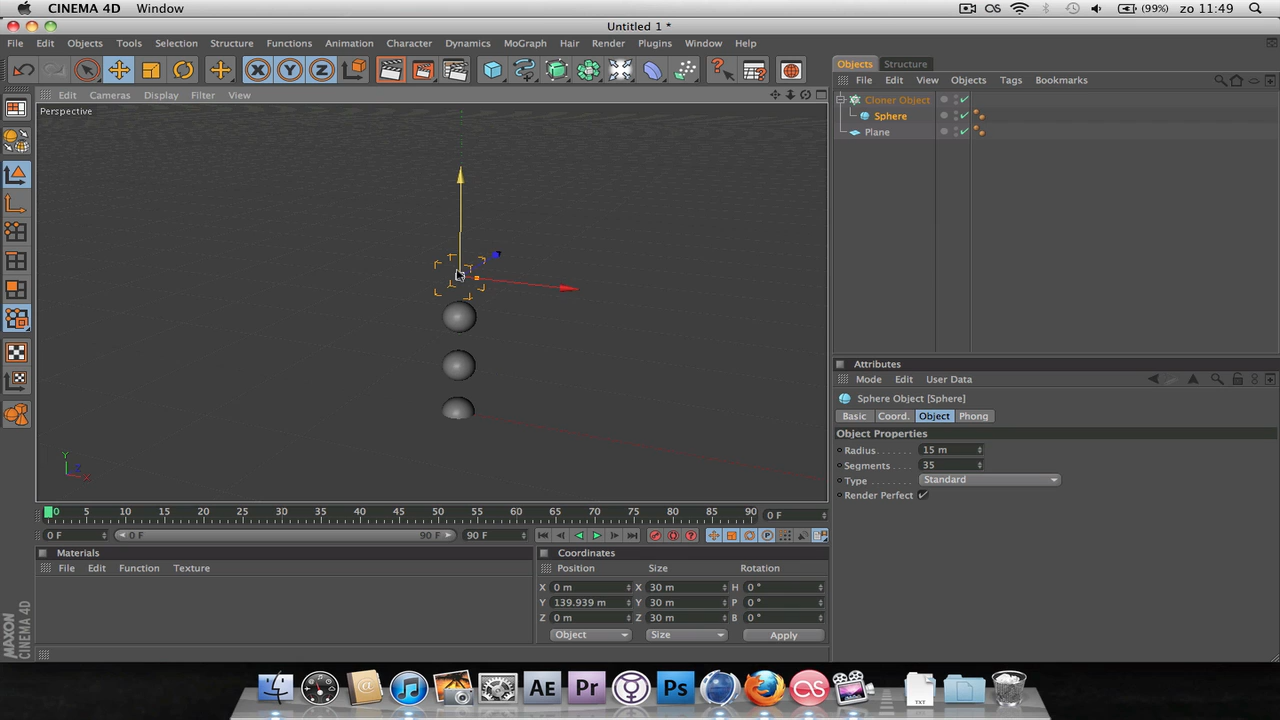 CINEMA 4D Window (99%) zo 11:49
Untitled 1 *
File Edit Objects Tools Selection Structure Functions Animation Character Dynamics MoGraph Hair Render Plugins Window Help
X Y Z
Objects Structure
Edit Cameras Display Filter View
File Edit View Objects Tags Bookmarks
Perspective
Cloner Object
Sphere
Plane
Attributes
Mode Edit User Data
Sphere Object [Sphere]
Basic Coord. Object Phong
Object Properties
Radius 15 m
Segments 35
Type Standard
Render Perfect
Y
Z
X
0 5 10 15 20 25 30 35 40 45 50 55 60 65 70 75 80 85 90 0 F
0 F 0 F 90 F 90 F
Materials
File Edit Function Texture
Coordinates
Position Size Rotation
X 0 m X 30 m H 0 °
Y 139.939 m Y 30 m P 0 °
Z 0 m Z 30 m B 0 °
Object Size Apply
MAXON
CINEMA 4D
AE Pr Ps TXT